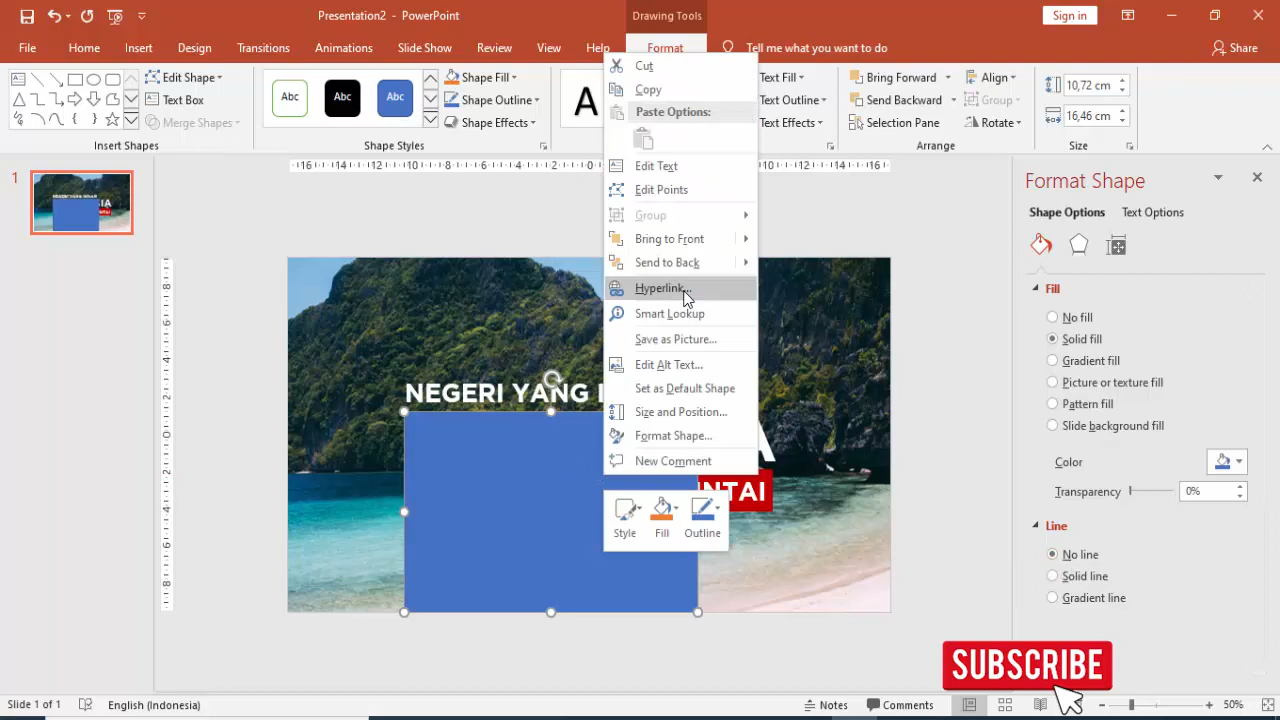 Presentation2 - PowerPoint
Drawing Tools
Sign in
File
Home
Insert
Design
Transitions
Animations
Slide Show
Review
View
Help
Format
Tell me what you want to do
Share
Edit Shape
Text Box
Merge Shapes
Insert Shapes
Abc
Abc
Abc
Shape Fill
Shape Outline
Shape Effects
Shape Styles
A
Text Fill
Text Outline
Text Effects
Bring Forward
Send Backward
Selection Pane
Align
Group
Rotate
Arrange
10,72 cm
16,46 cm
Size
Cut
Copy
Paste Options:
Edit Text
Edit Points
Group
Bring to Front
Send to Back
Hyperlink...
Smart Lookup
Save as Picture...
Edit Alt Text...
Set as Default Shape
Size and Position...
Format Shape...
New Comment
Style
Fill
Outline
1
NEGERI YANG
NTAI
Format Shape
Shape Options
Text Options
Fill
No fill
Solid fill
Gradient fill
Picture or texture fill
Pattern fill
Slide background fill
Color
Transparency
0%
Line
No line
Solid line
Gradient line
SUBSCRIBE
Slide 1 of 1
English (Indonesia)
Notes
Comments
50%